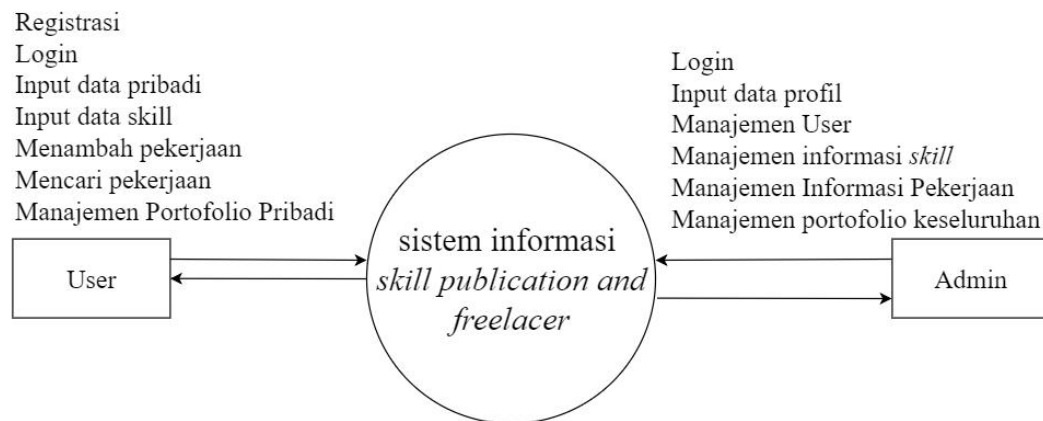 Registrasi
Login
Input data pribadi
Input data skill
Menambah pekerjaan
Mencari pekerjaan
Manajemen Portofolio Pribadi
User
sistem informasi
skill publication and
freelacer
Login
Input data profil
Manajemen User
Manajemen informasi skill
Manajemen Informasi Pekerjaan
Manajemen portofolio keseluruhan
Admin